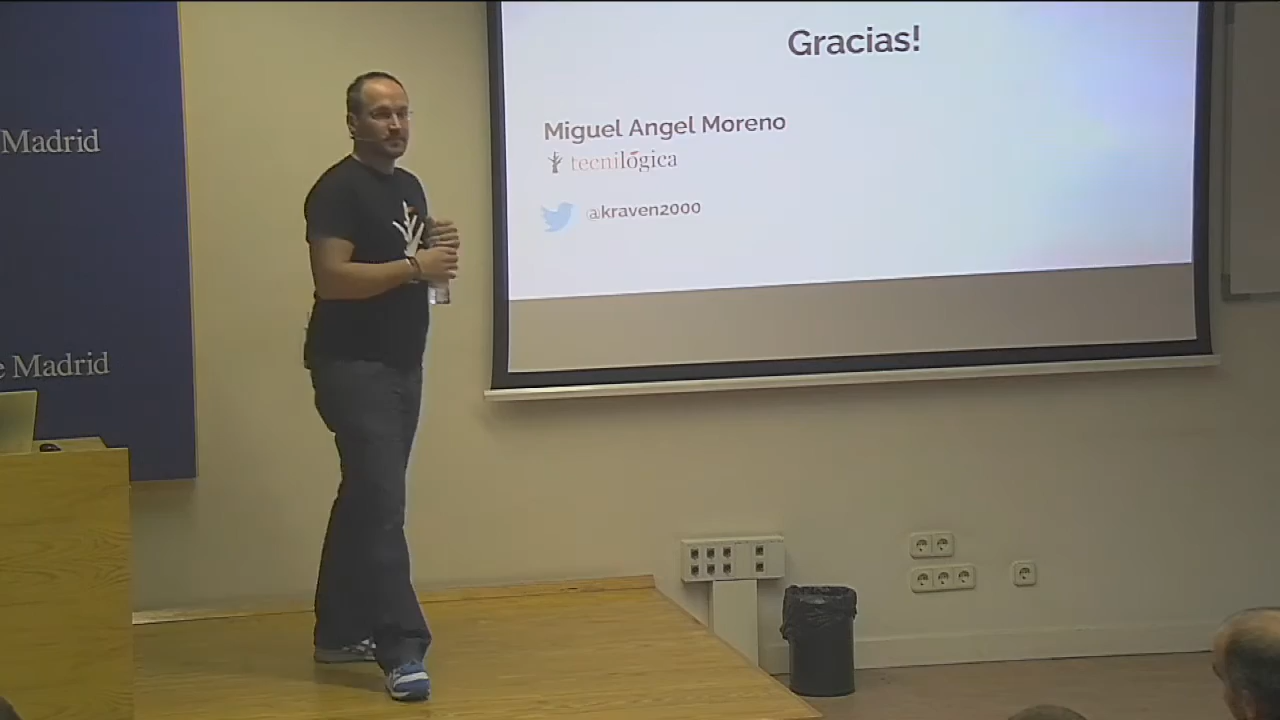 Madrid
e Madrid
Gracias!
Miguel Angel Moreno
tecnilógica
@kraven2000